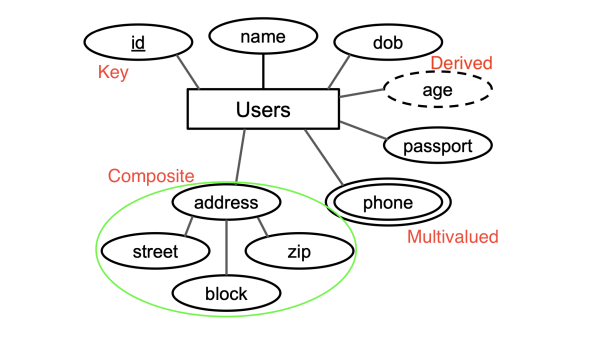 id
name
dob
Key
Derived
age
Users
passport
Composite
address
phone
Multivalued
street
zip
block